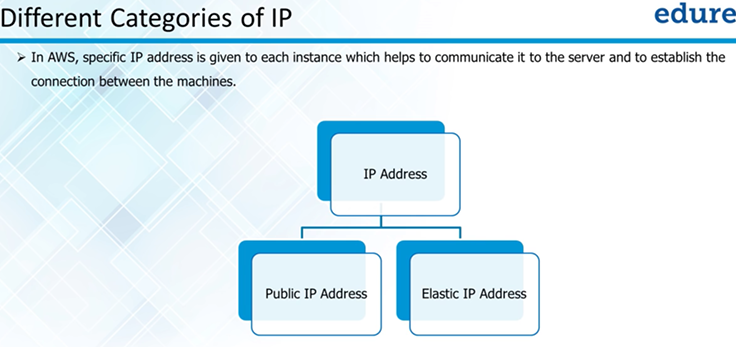 Different Categories of IP
edure
➢ In AWS, specific IP address is given to each instance which helps to communicate it to the server and to establish the
connection between the machines.
IP Address
Public IP Address
Elastic IP Address